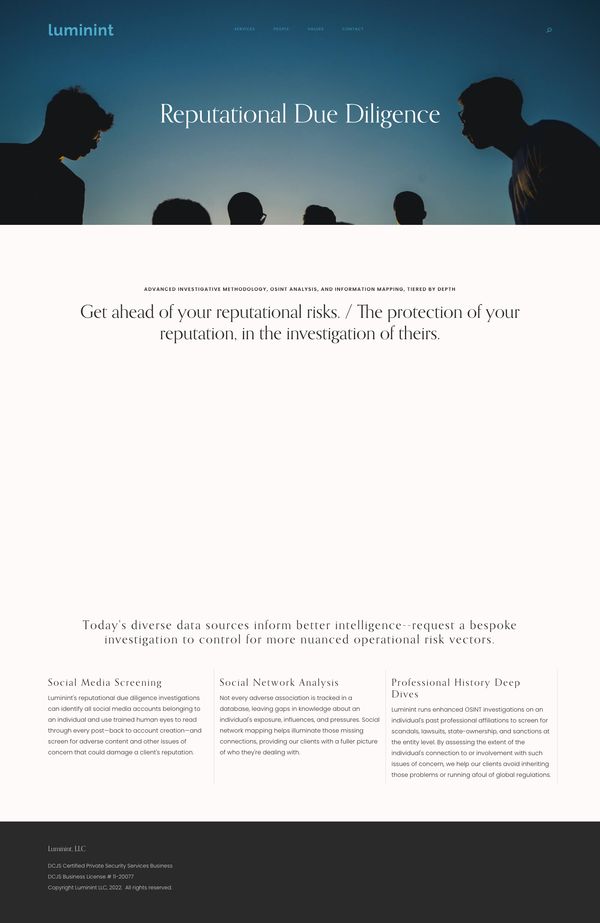 luminint
SERVICES PEOPLE VALUES CONTACT
Reputational Due Diligence
ADVANCED INVESTIGATIVE METHODOLOGY, OSINT ANALYSIS, AND INFORMATION MAPPING, TIERED BY DEPTH
Get ahead of your reputational risks. / The protection of your
reputation, in the investigation of theirs.
Today's diverse data sources inform better intelligence--request a bespoke
investigation to control for more nuanced operational risk vectors.
Social Media Screening
Luminint's reputational due diligence investigations
can identify all social media accounts belonging to
an individual and use trained human eyes to read
through every post—back to account creation—and
screen for adverse content and other issues of
concern that could damage a client's reputation.
Social Network Analysis
Not every adverse association is tracked in a
database, leaving gaps in knowledge about an
individual's exposure, influences, and pressures. Social
network mapping helps illuminate those missing
connections, providing our clients with a fuller picture
of who they're dealing with.
Professional History Deep
Dives
Luminint runs enhanced OSINT investigations on an
individual's past professional affiliations to screen for
scandals, lawsuits, state-ownership, and sanctions at
the entity level. By assessing the extent of the
individual's connection to or involvement with such
issues of concern, we help our clients avoid inheriting
those problems or running afoul of global regulations.
Luminint, LLC
DCJS Certified Private Security Services Business
DCJS Business License # 11-20077
Copyright Luminint LLC, 2022. All rights reserved.